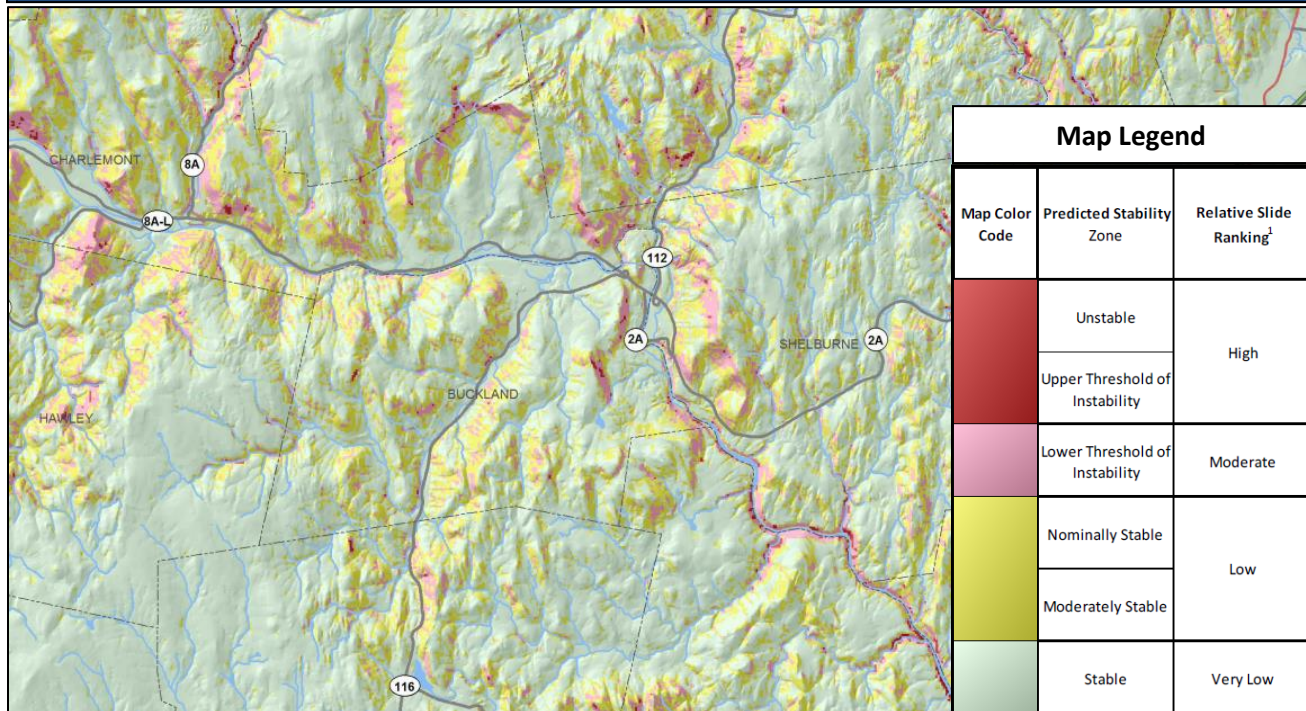 CHARLEMONT
8A
8A-L
112
2A
SHELBURNE
2A
BUCKLAND
HAWLEY
116
Map Legend
Map Color
Code
Predicted Stability
Zone
Relative Slide
Ranking¹
Unstable
Upper Threshold of
Instability
High
Lower Threshold of
Instability
Moderate
Nominally Stable
Moderately Stable
Low
Stable
Very Low